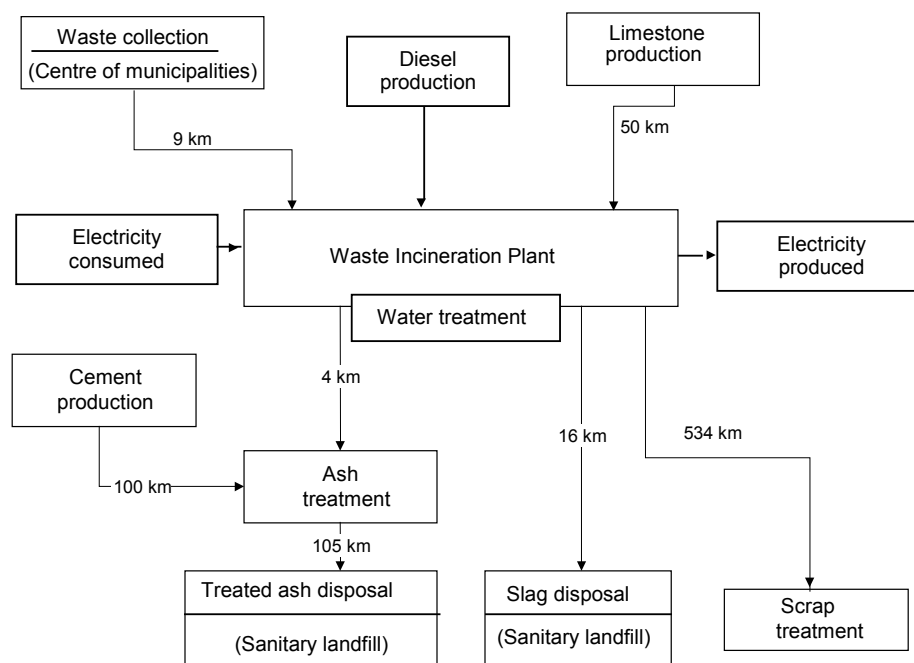 Waste collection
(Centre of municipalities)
Diesel
production
Limestone
production
9 km
50 km
Electricity
consumed
Waste Incineration Plant
Electricity
produced
Water treatment
Cement
production
4 km
16 km
534 km
100 km
Ash
treatment
105 km
Treated ash disposal
(Sanitary landfill)
Slag disposal
(Sanitary landfill)
Scrap
treatment